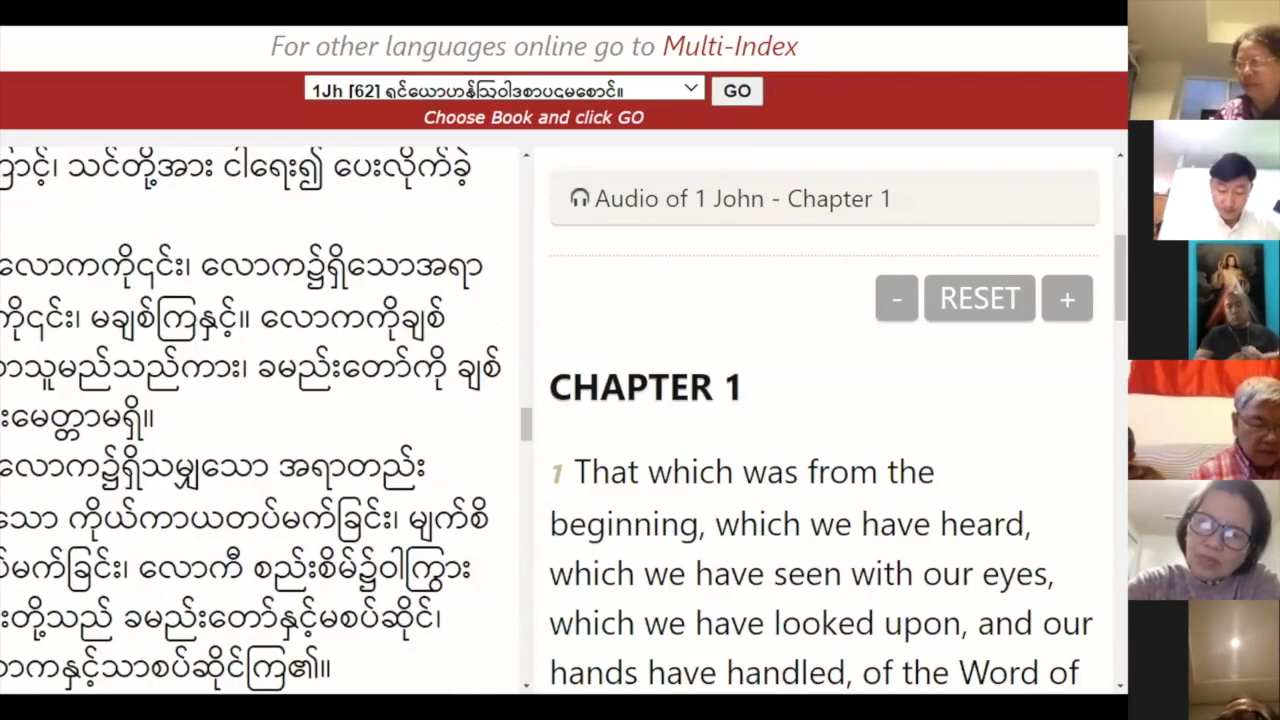 For other languages online go to Multi-Index
1Jh [62] ရှင်ယောဟန်ဩဝါဒစာပဌမစောင်။
GO
Choose Book and click GO
သင်တို့အား ငါရေး၍ ပေးလိုက်ခဲ့
လောကကို၎င်း၊ လောက၌ရှိသောအရာ
ကို၎င်း၊ မချစ်ကြနှင့်။ လောကကိုချစ်
သူမည်သည်ကား၊ ခမည်းတော်ကို ချစ်
မေတ္တာမရှိ။
လောက၌ရှိသမျှသော အရာတည်း
သော ကိုယ်ကာယတပ်မက်ခြင်း၊ မျက်စိ
မက်ခြင်း၊ လောကီ စည်းစိမ်၌ဝါကြွား
တို့သည် ခမည်းတော်နှင့်မစပ်ဆိုင်၊
နှင့်သာစပ်ဆိုင်ကြ၏။
Audio of 1 John - Chapter 1
- RESET +
CHAPTER 1
1 That which was from the
beginning, which we have heard,
which we have seen with our eyes,
which we have looked upon, and our
hands have handled, of the Word of